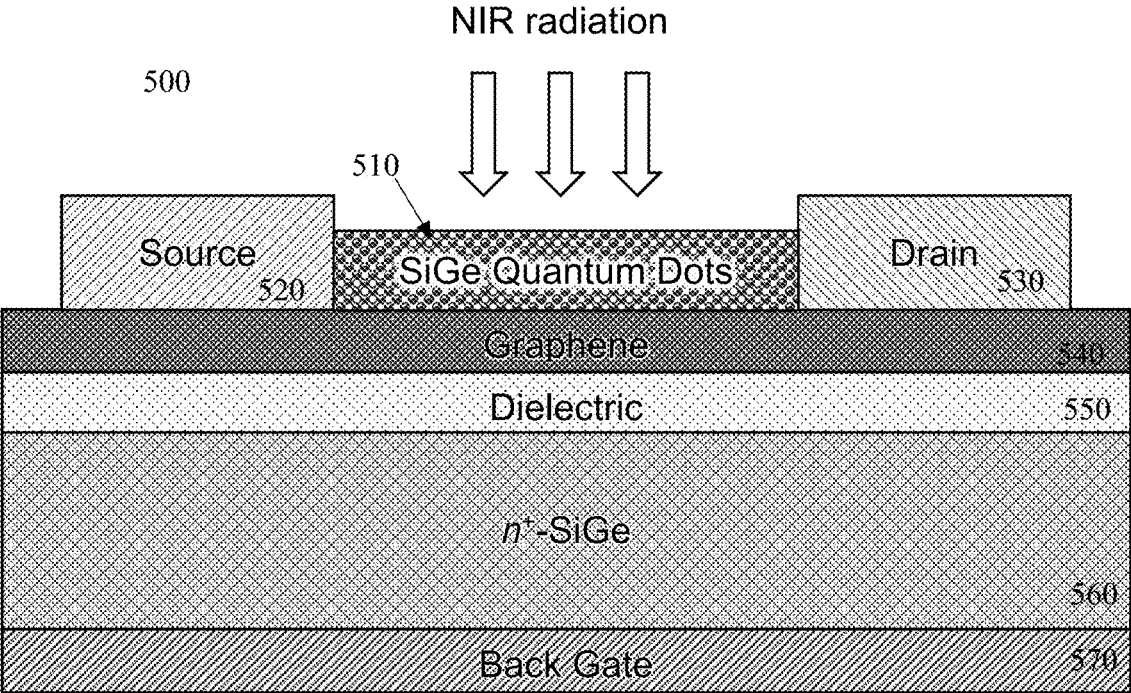 NIR radiation
500
510
Source
520
SiGe Quantum Dots
Drain
530
Graphene
540
Dielectric
550
n⁺-SiGe
560
Back Gate
570